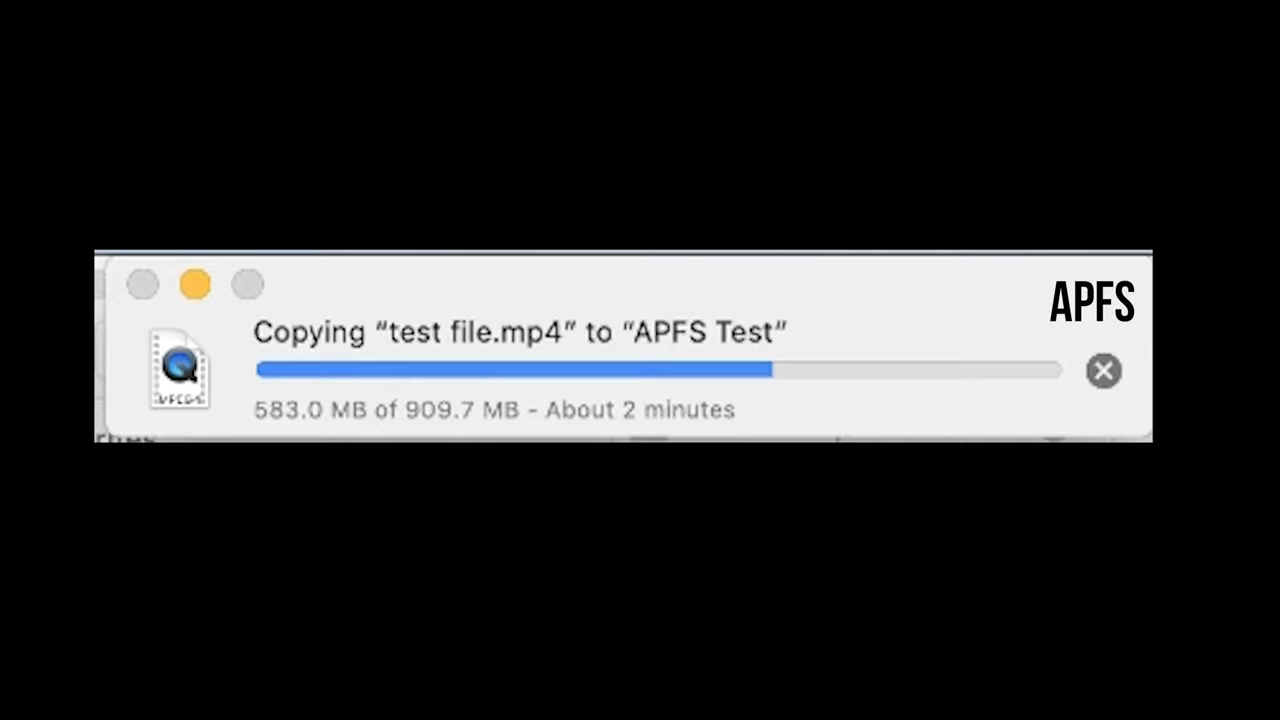 APFS
Copying “test file.mp4” to “APFS Test”
583.0 MB of 909.7 MB - About 2 minutes